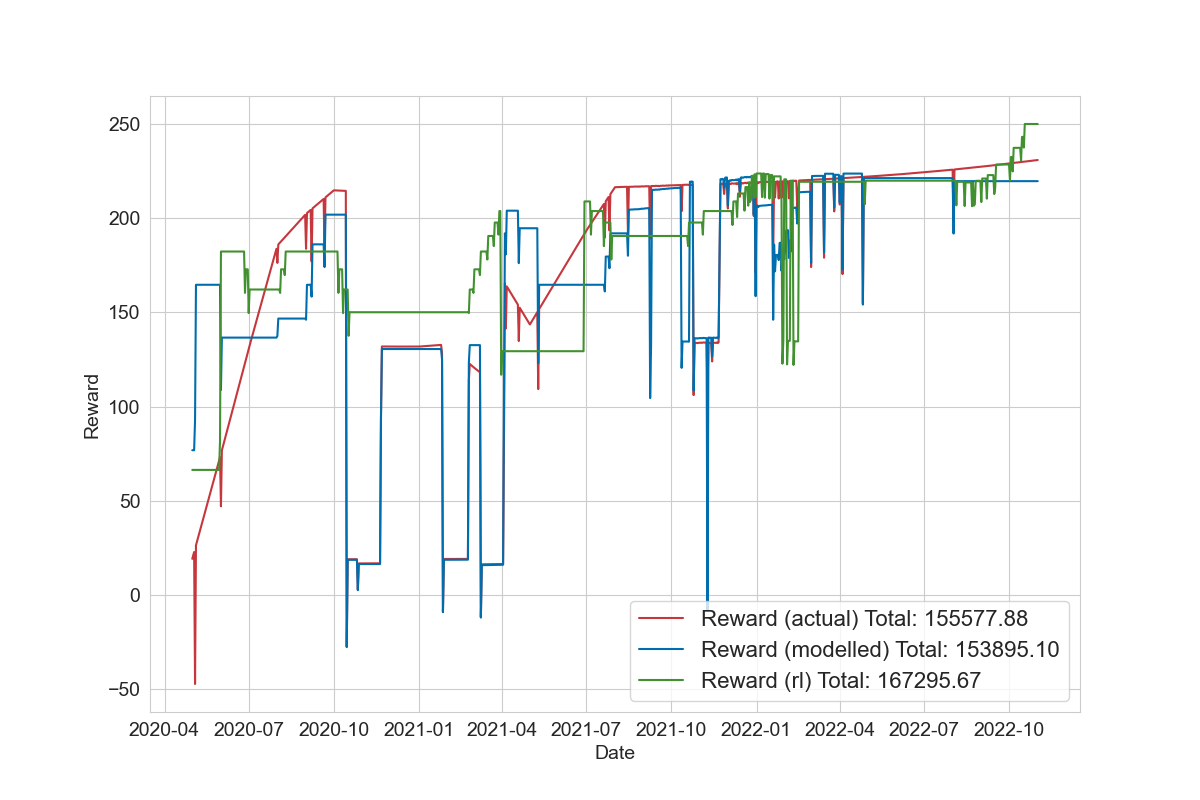 250
200
150
100
50
0
−50
Reward
2020-04 2020-07 2020-10 2021-01 2021-04 2021-07 2021-10 2022-01 2022-04 2022-07 2022-10
Date
Reward (actual) Total: 155577.88
Reward (modelled) Total: 153895.10
Reward (rl) Total: 167295.67